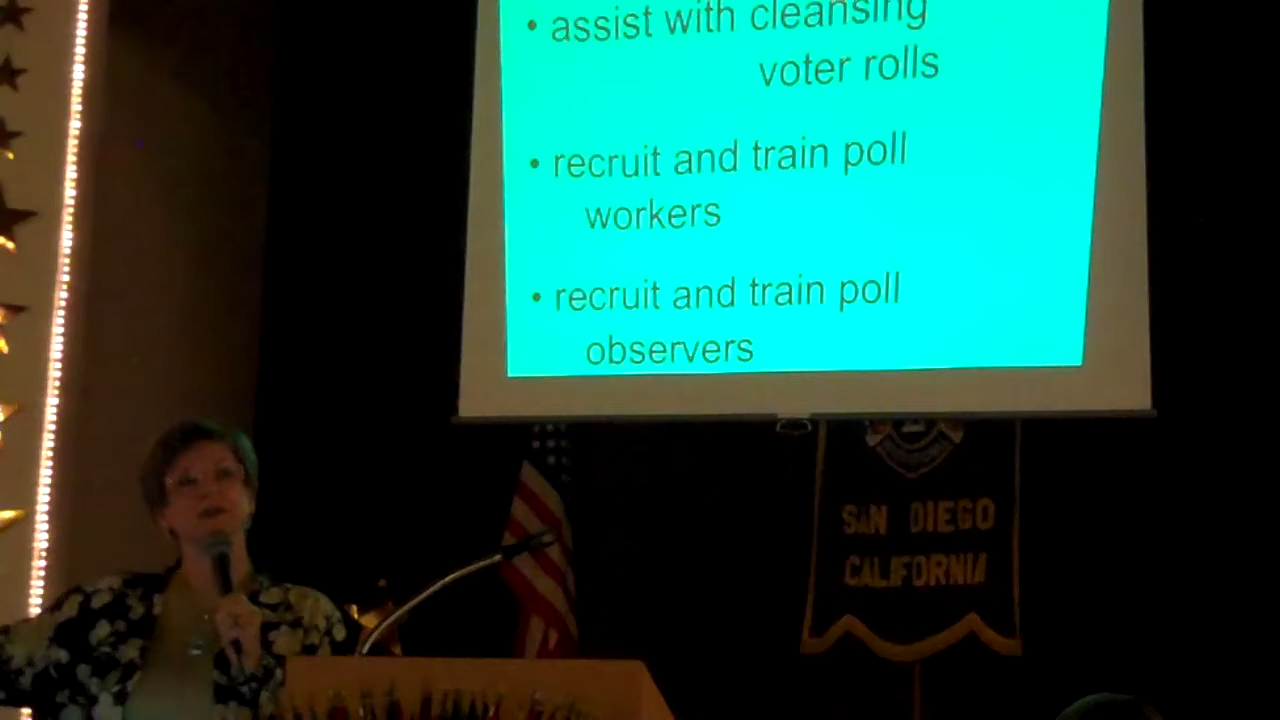 • assist with cleansing
voter rolls
• recruit and train poll
workers
• recruit and train poll
observers
SAN DIEGO
CALIFORNIA